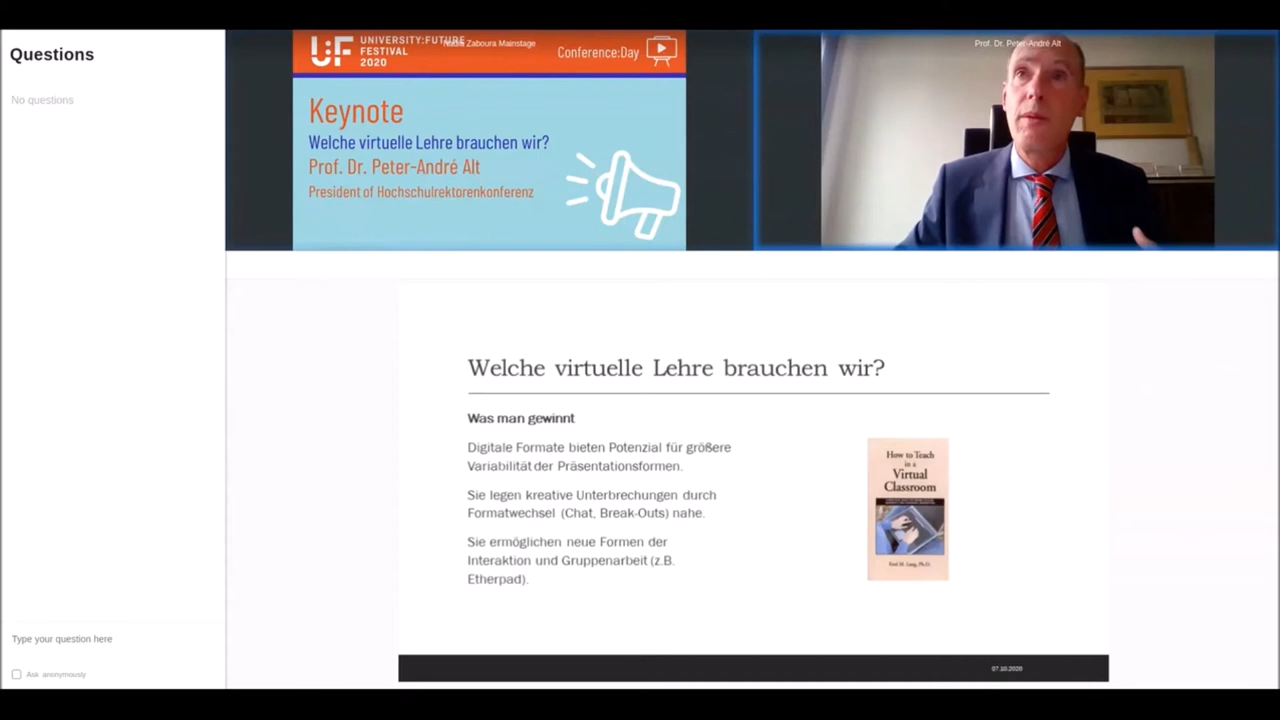 Questions
No questions
UNIVERSITY:FUTURE
FESTIVAL
2020
Zaboura Mainstage
Conference:Day
Keynote
Welche virtuelle Lehre brauchen wir?
Prof. Dr. Peter-André Alt
President of Hochschulrektorenkonferenz
Prof. Dr. Peter-André Alt
Welche virtuelle Lehre brauchen wir?
Was man gewinnt
Digitale Formate bieten Potenzial für größere
Variabilität der Präsentationsformen.
Sie legen kreative Unterbrechungen durch
Formatwechsel (Chat, Break-Outs) nahe.
Sie ermöglichen neue Formen der
Interaktion und Gruppenarbeit (z.B.
Etherpad).
How to Teach
in a
Virtual
Classroom
07.10.2020
Type your question here
Ask anonymously